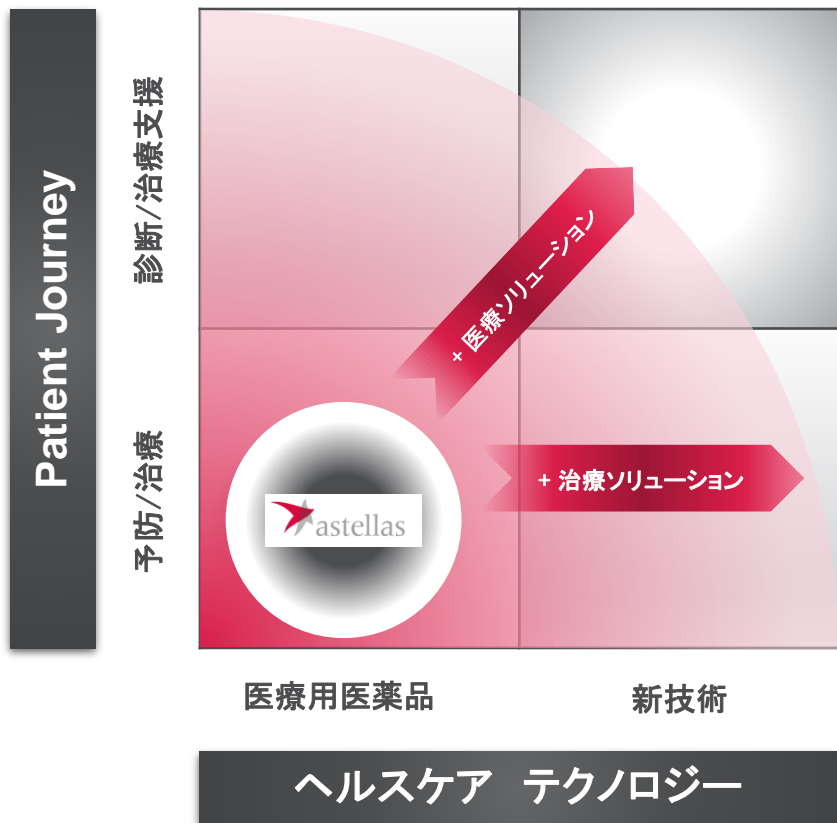 Patient Journey
診断/治療支援
予防/治療
+ 医療ソリューション
+ 治療ソリューション
astellas
医療用医薬品
新技術
ヘルスケア　テクノロジー